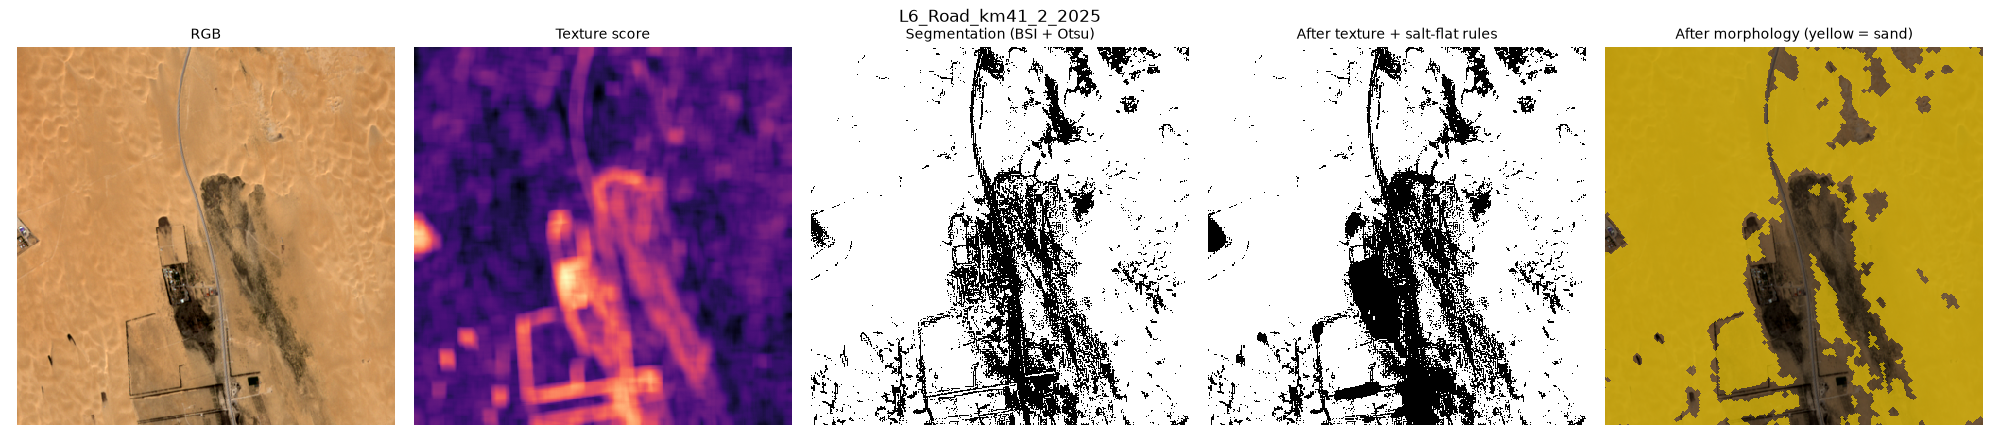 L6_Road_km41_2_2025
RGB
Texture score
Segmentation (BSI + Otsu)
After texture + salt-flat rules
After morphology (yellow = sand)